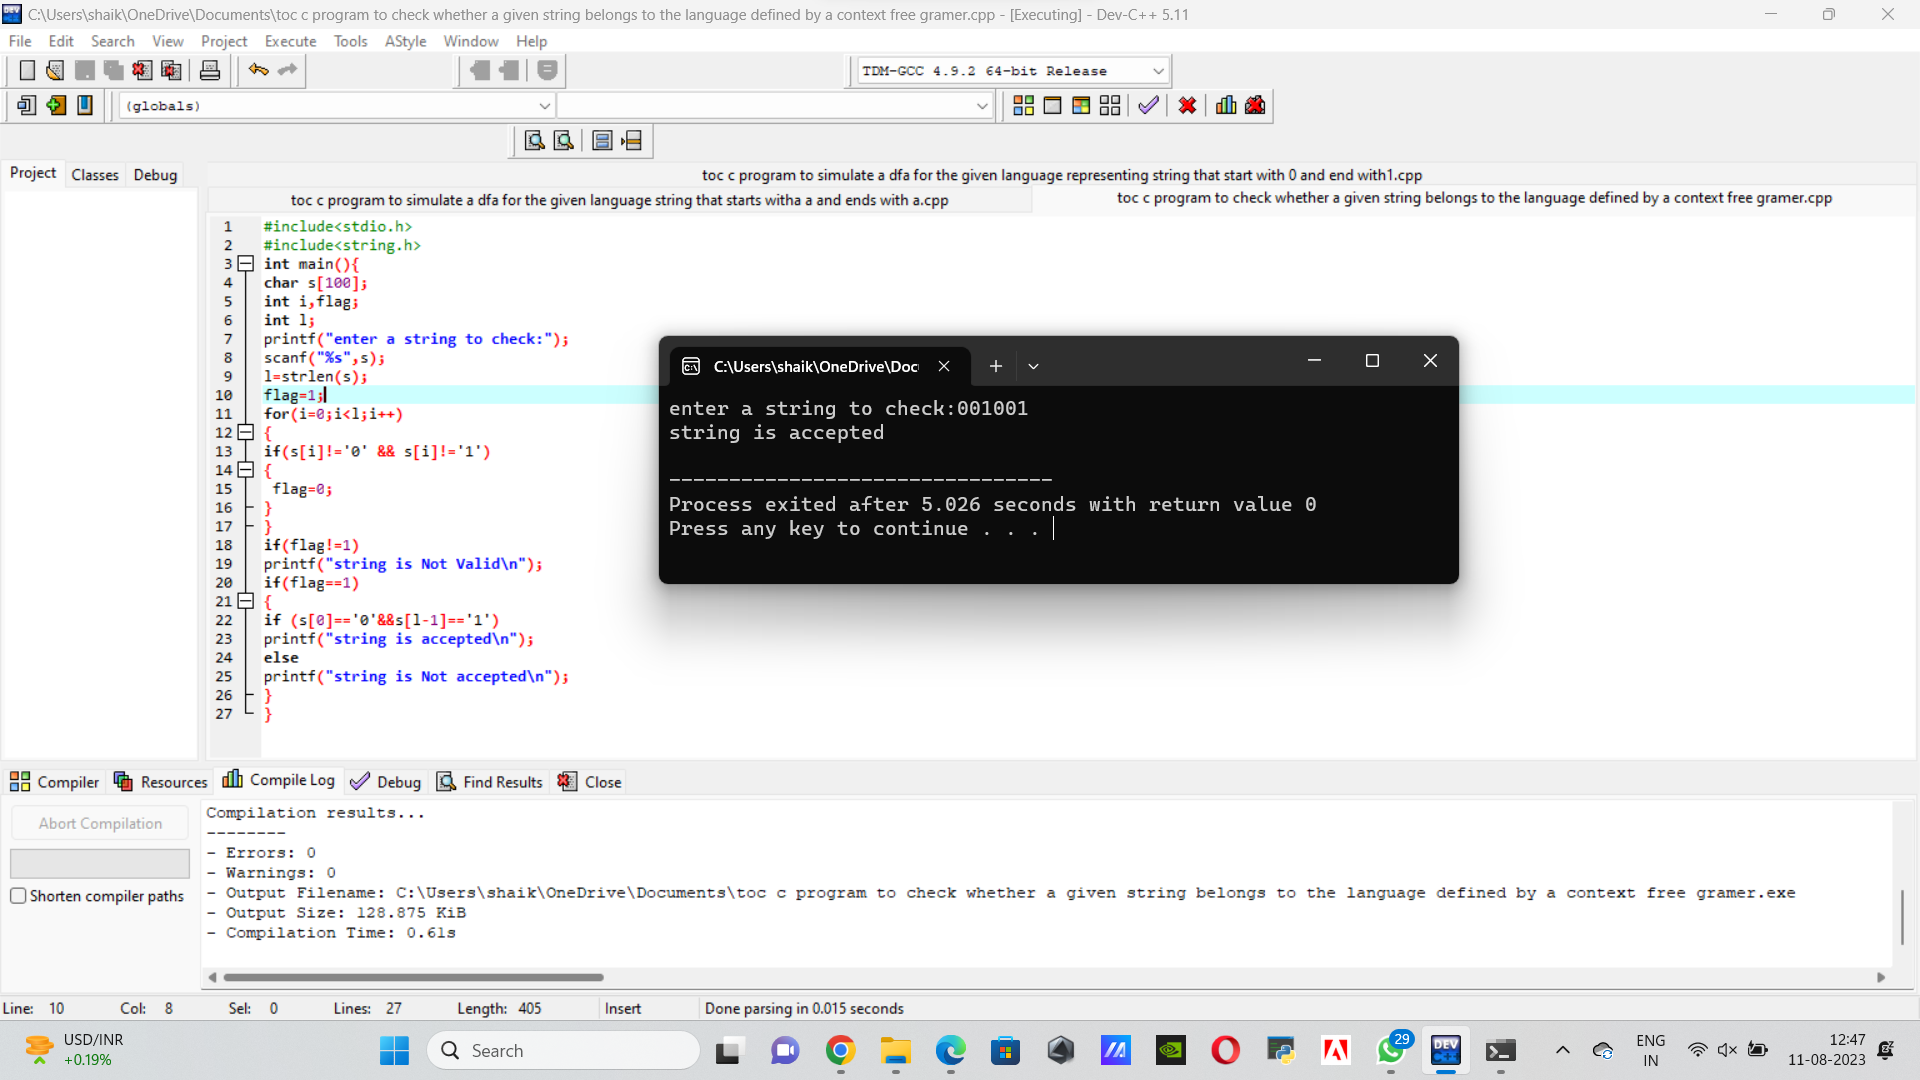 C:\Users\shaik\OneDrive\Documents\toc c program to check whether a given string belongs to the language defined by a context free gramer.cpp - [Executing] - Dev-C++ 5.11
File Edit Search View Project Execute Tools AStyle Window Help
TDM-GCC 4.9.2 64-bit Release
(globals)
Project Classes Debug
toc c program to simulate a dfa for the given language representing string that start with 0 and end with1.cpp
toc c program to simulate a dfa for the given language string that starts witha a and ends with a.cpp
toc c program to check whether a given string belongs to the language defined by a context free gramer.cpp
1 #include<stdio.h>
2 #include<string.h>
3 int main(){
4 char s[100];
5 int i,flag;
6 int l;
7 printf("enter a string to check:");
8 scanf("%s",s);
9 l=strlen(s);
10 flag=1;
11 for(i=0;i<l;i++)
12 {
13 if(s[i]!='0' && s[i]!='1')
14 {
15 flag=0;
16 }
17 }
18 if(flag!=1)
19 printf("string is Not Valid\n");
20 if(flag==1)
21 {
22 if (s[0]=='0'&&s[l-1]=='1')
23 printf("string is accepted\n");
24 else
25 printf("string is Not accepted\n");
26 }
27 }
C:\Users\shaik\OneDrive\Doc
enter a string to check:001001
string is accepted
--------------------------------
Process exited after 5.026 seconds with return value 0
Press any key to continue . . .
Compiler Resources Compile Log Debug Find Results Close
Abort Compilation
Shorten compiler paths
Compilation results...
--------
- Errors: 0
- Warnings: 0
- Output Filename: C:\Users\shaik\OneDrive\Documents\toc c program to check whether a given string belongs to the language defined by a context free gramer.exe
- Output Size: 128.875 KiB
- Compilation Time: 0.61s
Line: 10 Col: 8 Sel: 0 Lines: 27 Length: 405 Insert Done parsing in 0.015 seconds
USD/INR
+0.19%
Search
29
DEV
ENG
IN
12:47
11-08-2023